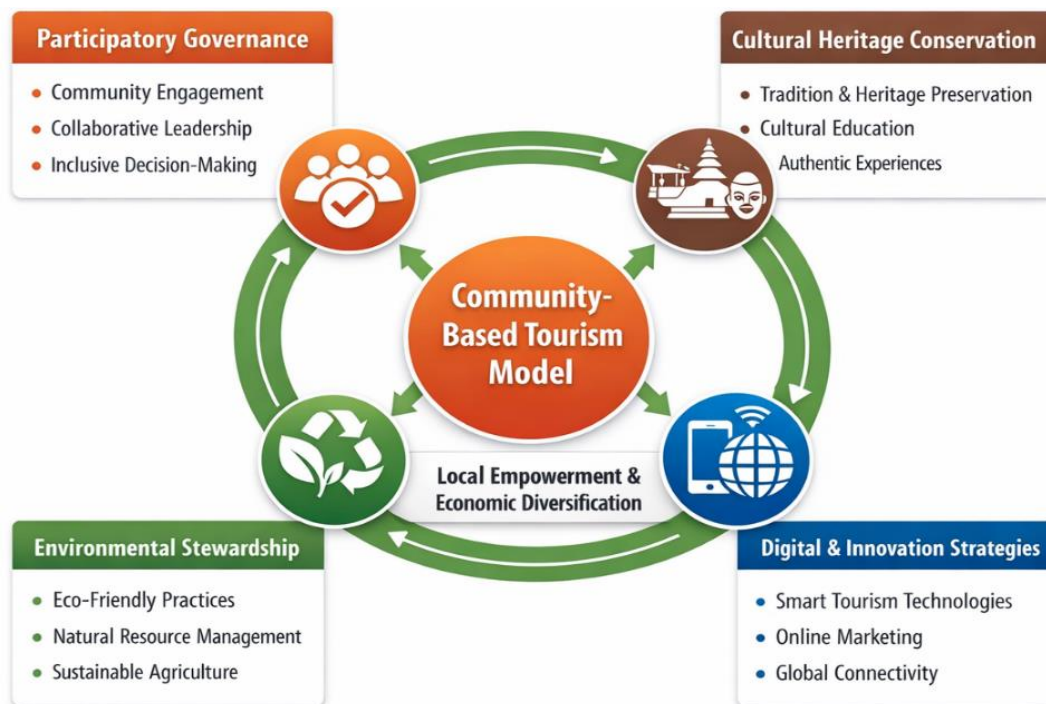 Participatory Governance
• Community Engagement
• Collaborative Leadership
• Inclusive Decision-Making
Cultural Heritage Conservation
• Tradition & Heritage Preservation
• Cultural Education
Authentic Experiences
Community-
Based Tourism
Model
Local Empowerment &
Economic Diversification
Environmental Stewardship
• Eco-Friendly Practices
• Natural Resource Management
• Sustainable Agriculture
Digital & Innovation Strategies
• Smart Tourism Technologies
• Online Marketing
• Global Connectivity